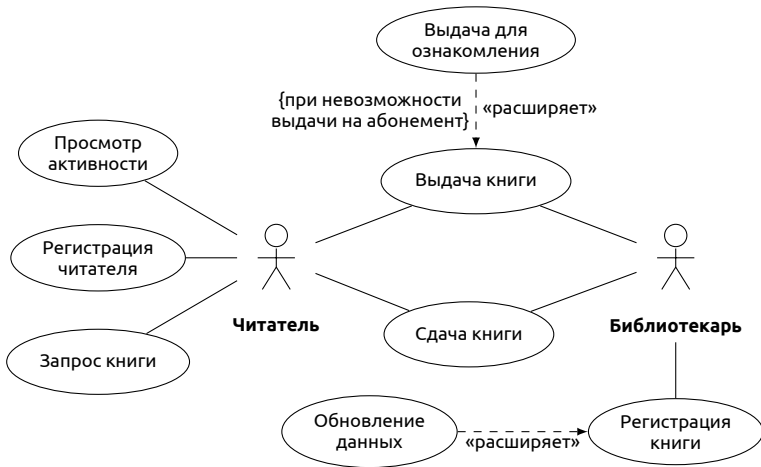 Выдача для
ознакомления
{при невозможности
выдачи на абонемент}
«расширяет»
Просмотр
активности
Выдача книги
Регистрация
читателя
Читатель
Библиотекарь
Запрос книги
Сдача книги
Обновление
данных
«расширяет»
Регистрация
книги